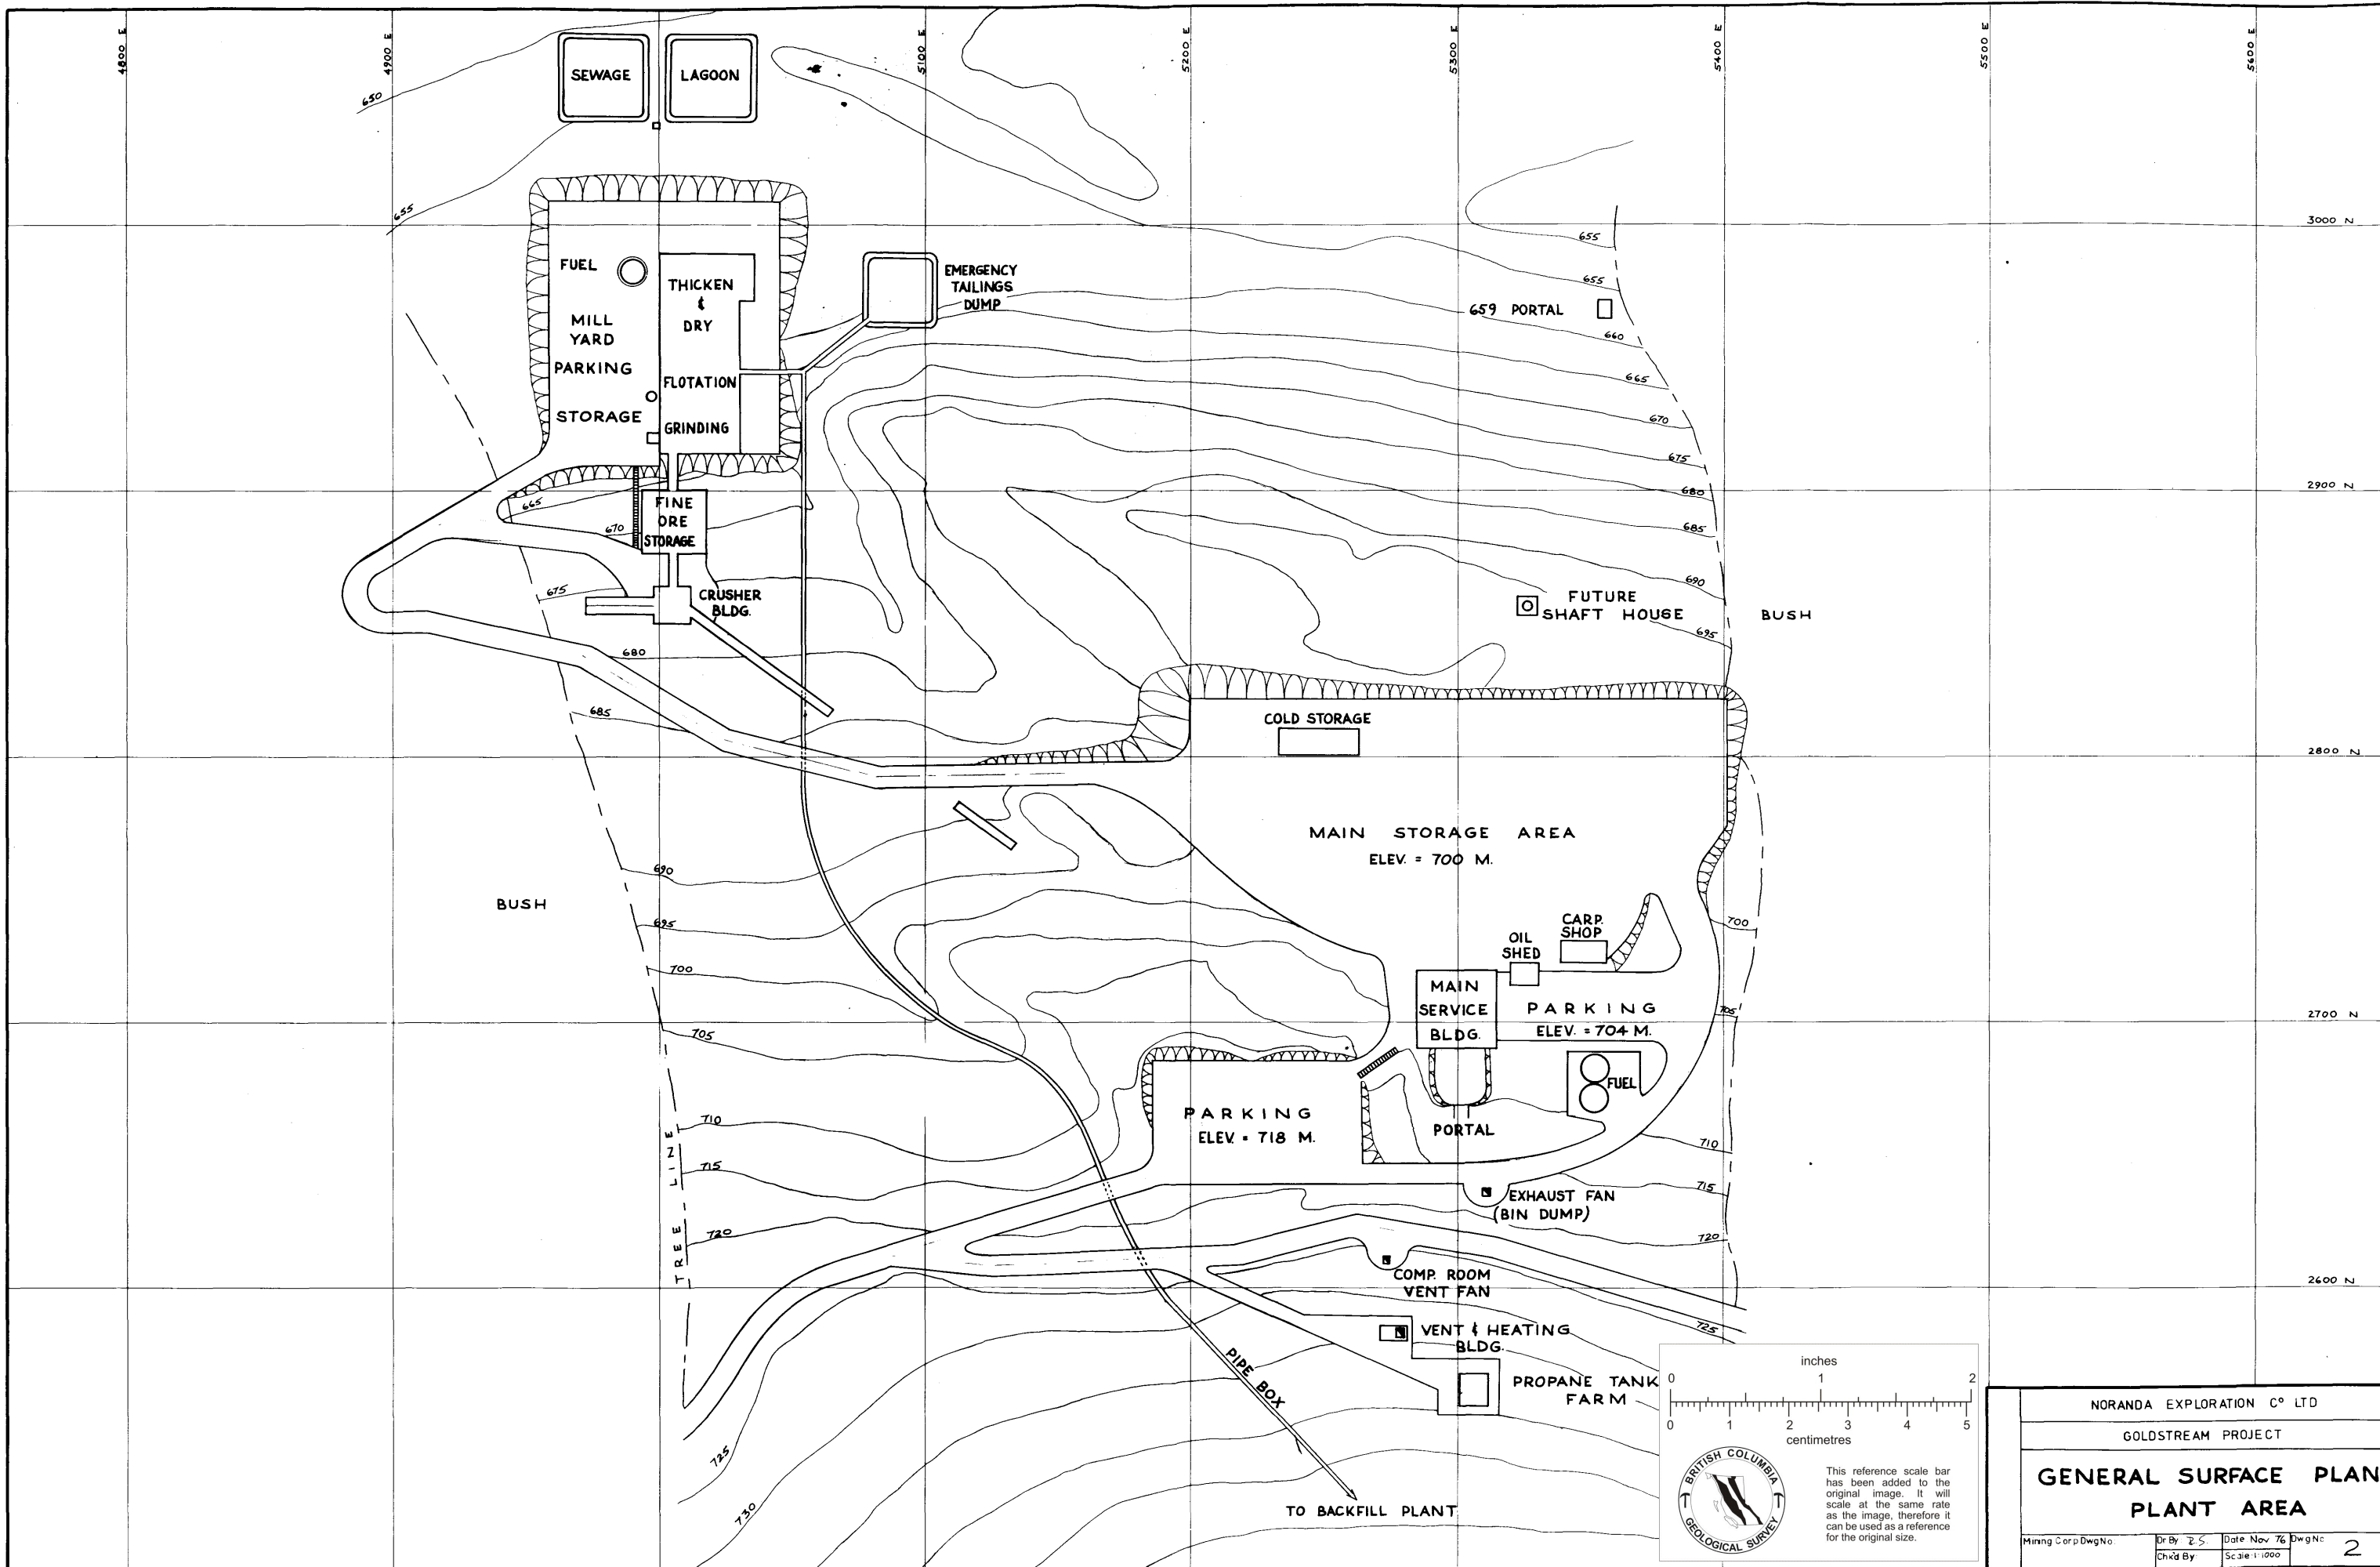 4800 E
4900 E
5100 E
5200 E
5300 E
5400 E
5500 E
5600 E
SEWAGE
LAGOON
650
655
3000 N
655
FUEL
THICKEN
&
DRY
EMERGENCY
TAILINGS
DUMP
655
659 PORTAL
MILL
YARD
660
PARKING
FLOTATION
665
STORAGE
GRINDING
670
675
2900 N
680
665
FINE
ORE
STORAGE
670
685
690
675
CRUSHER
BLDG.
FUTURE
SHAFT HOUSE
BUSH
695
680
685
COLD STORAGE
2800 N
MAIN STORAGE AREA
ELEV. = 700 M.
690
BUSH
695
CARP.
SHOP
700
OIL
SHED
700
MAIN
SERVICE
BLDG.
PARKING
ELEV. = 704 M.
705
2700 N
705
FUEL
PARKING
ELEV. = 718 M.
PORTAL
710
710
TREE LINE
715
715
EXHAUST FAN
(BIN DUMP)
720
720
COMP. ROOM
VENT FAN
2600 N
725
VENT & HEATING
BLDG.
PIPE BOX
PROPANE TANK
FARM
725
730
TO BACKFILL PLANT
inches
0 1 2
0 1 2 3 4 5
centimetres
BRITISH COLUMBIA
GEOLOGICAL SURVEY
This reference scale bar
has been added to the
original image. It will
scale at the same rate
as the image, therefore it
can be used as a reference
for the original size.
NORANDA EXPLORATION Cº LTD
GOLDSTREAM PROJECT
GENERAL SURFACE PLAN
PLANT AREA
Mining Corp Dwg No:
Dr By
Date Nov 76
Dwg No
2
Chk'd By
Scale 1:1000